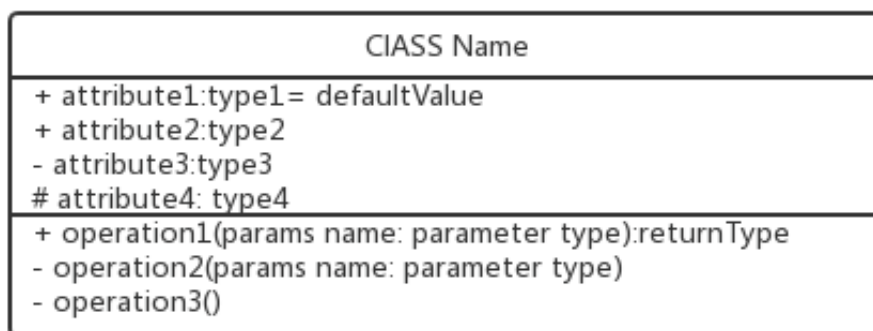 ClASS Name
+ attribute1:type1= defaultValue
+ attribute2:type2
- attribute3:type3
# attribute4: type4
+ operation1(params name: parameter type):returnType
- operation2(params name: parameter type)
- operation3()